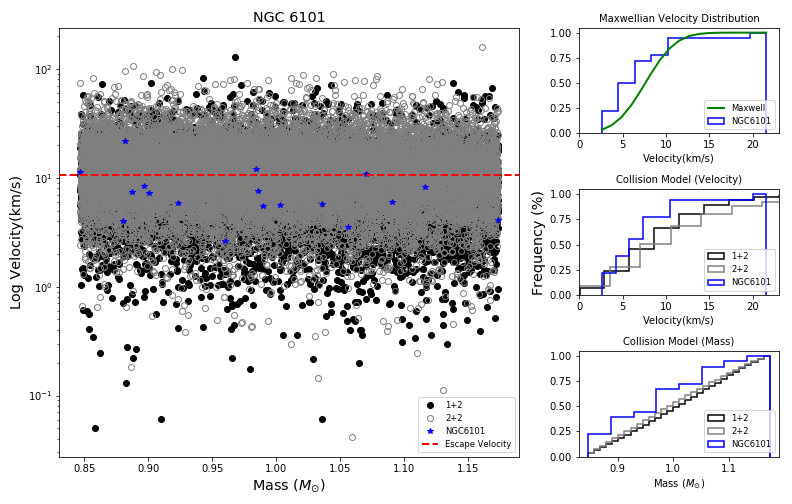 NGC 6101
Log Velocity(km/s)
10²
10¹
10⁰
10⁻¹
0.85 0.90 0.95 1.00 1.05 1.10 1.15
Mass (M⊙)
1+2
2+2
NGC6101
Escape Velocity
Maxwellian Velocity Distribution
1.00
0.75
0.50
0.25
0.00
0 5 10 15 20
Velocity(km/s)
Maxwell
NGC6101
Frequency (%)
Collision Model (Velocity)
1.00
0.75
0.50
0.25
0.00
0 5 10 15 20
Velocity(km/s)
1+2
2+2
NGC6101
Collision Model (Mass)
1.00
0.75
0.50
0.25
0.00
0.9 1.0 1.1
Mass (M⊙)
1+2
2+2
NGC6101